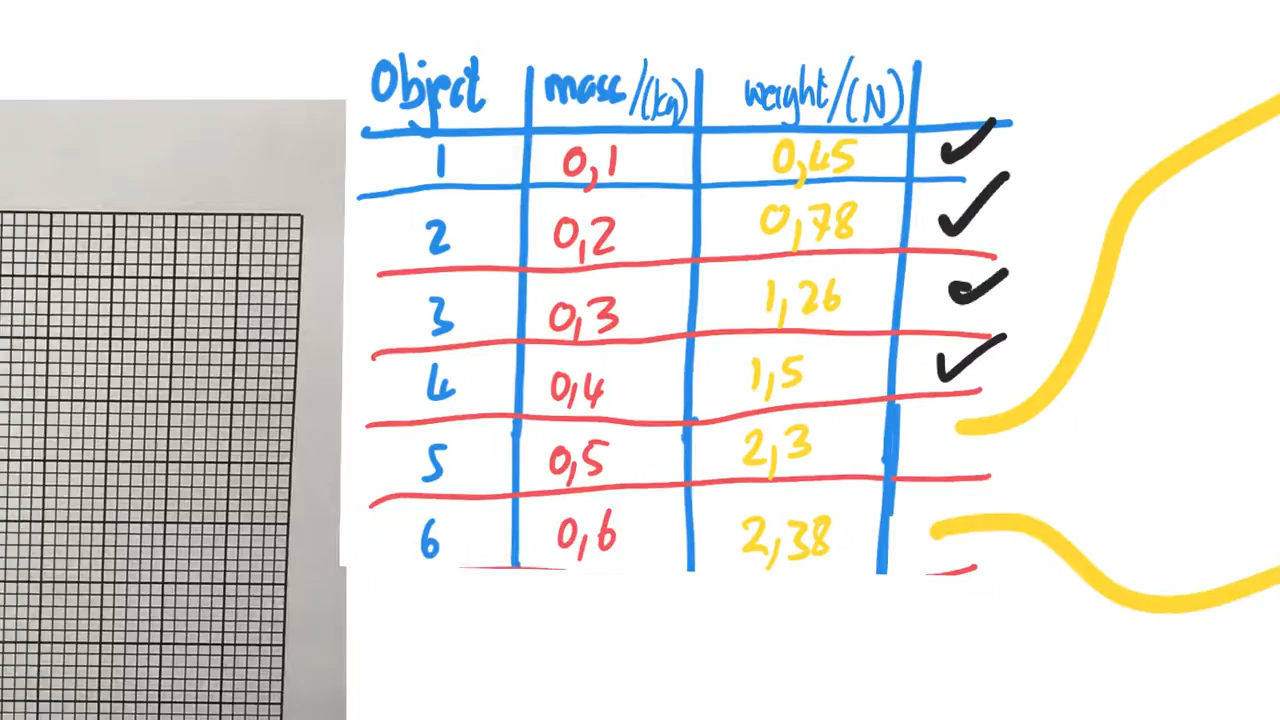 Object mass/(kg) weight/(N)
1 0,1 0,45
2 0,2 0,78
3 0,3 1,26
4 0,4 1,5
5 0,5 2,3
6 0,6 2,38